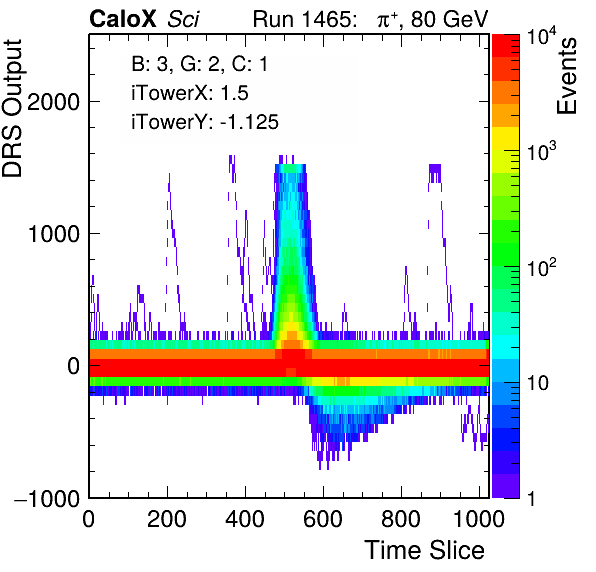 CaloX Sci Run 1465: π⁺, 80 GeV
B: 3, G: 2, C: 1
iTowerX: 1.5
iTowerY: -1.125
DRS Output
2000
1000
0
−1000
0 200 400 600 800 1000
Time Slice
Events
10⁴
10³
10²
10
1